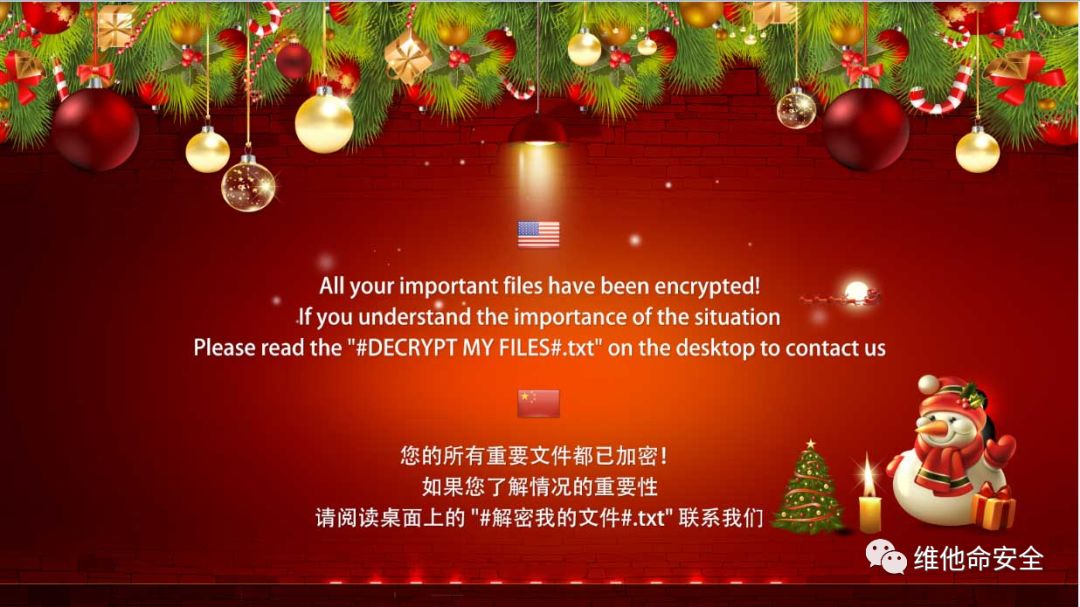 All your important files have been encrypted!
If you understand the importance of the situation
Please read the "#DECRYPT MY FILES#.txt" on the desktop to contact us
您的所有重要文件都已加密！
如果您了解情况的重要性
请阅读桌面上的 "#解密我的文件#.txt" 联系我们
维他命安全